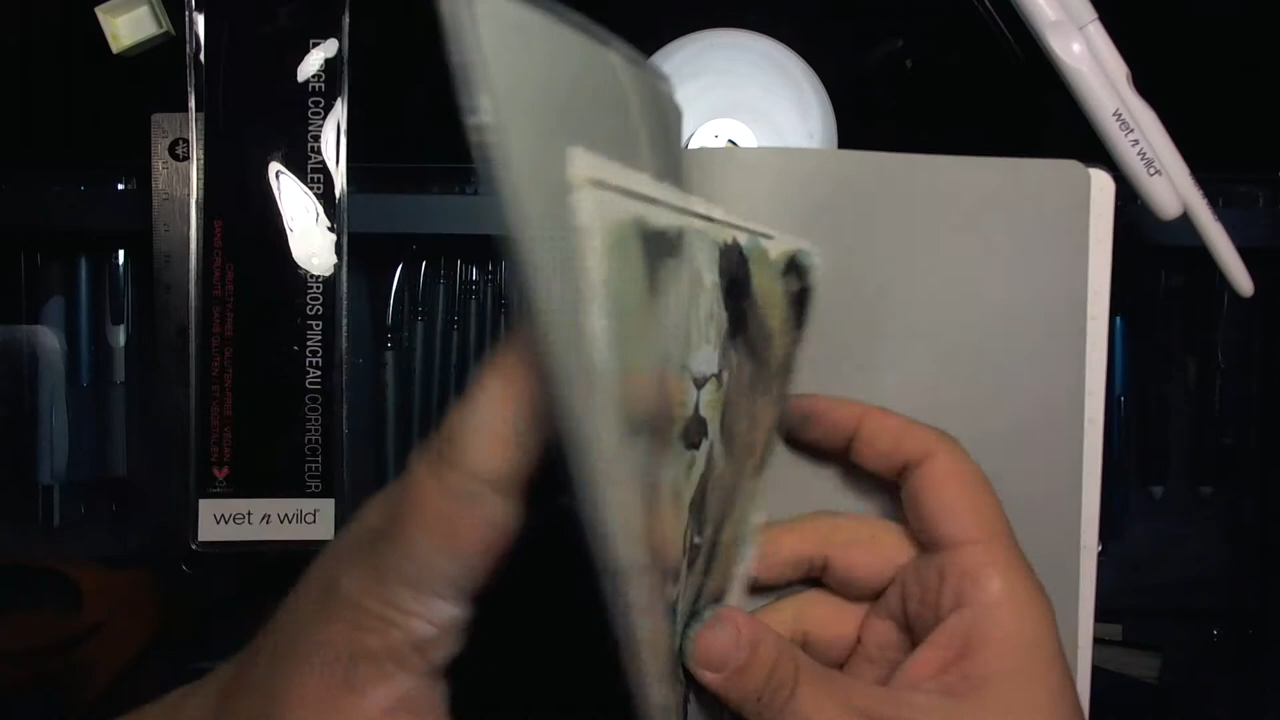 LARGE CONCEALER
GROS PINCEAU CORRECTEUR
CRUELTY-FREE · GLUTEN-FREE · VEGAN
SANS CRUAUTÉ · SANS GLUTEN / ET VÉGÉTALIEN
wet n wild
wet n wild